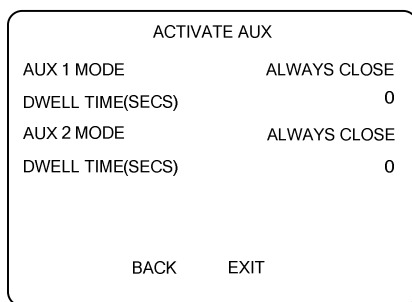 ACTIVATE AUX
AUX 1 MODE ALWAYS CLOSE
DWELL TIME(SECS) 0
AUX 2 MODE ALWAYS CLOSE
DWELL TIME(SECS) 0
BACK EXIT